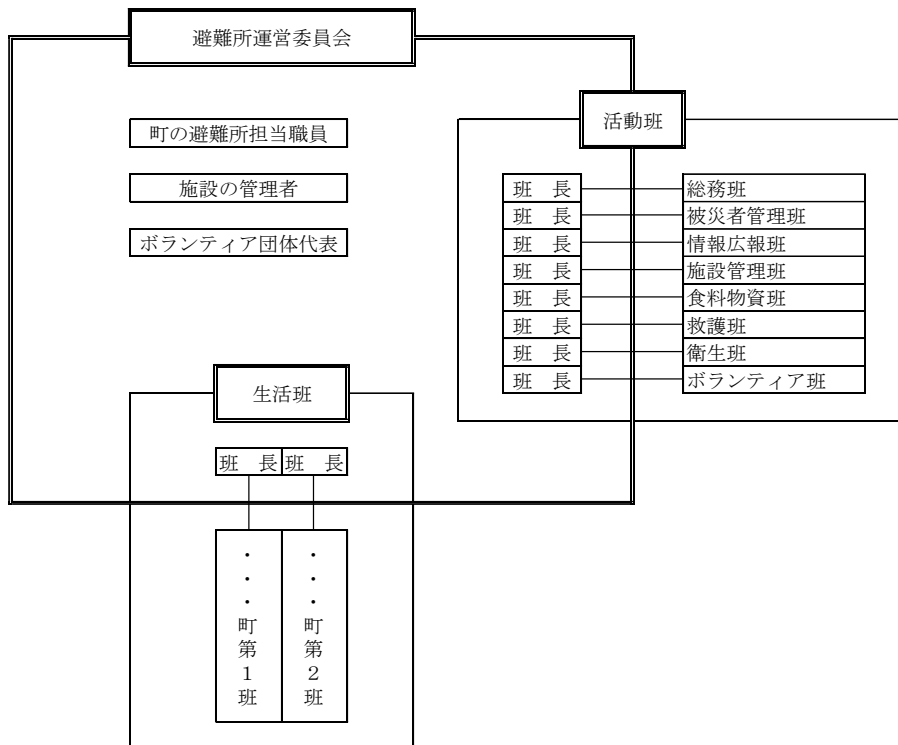 避難所運営委員会
活動班
町の避難所担当職員
施設の管理者
ボランティア団体代表
班　長
総務班
班　長
被災者管理班
班　長
情報広報班
班　長
施設管理班
班　長
食料物資班
班　長
救護班
班　長
衛生班
班　長
ボランティア班
生活班
班　長
班　長
・・・町第１班
・・・町第２班